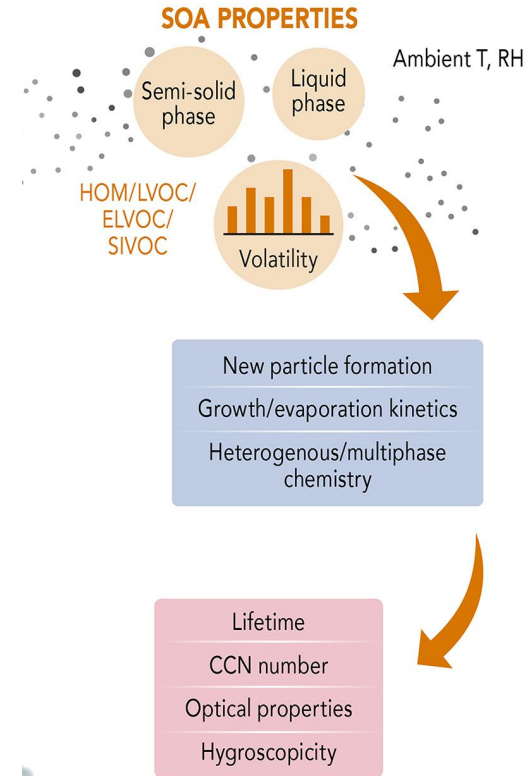 SOA PROPERTIES
Ambient T, RH
Semi-solid
phase
Liquid
phase
HOM/LVOC/
ELVOC/
SIVOC
Volatility
New particle formation
Growth/evaporation kinetics
Heterogenous/multiphase
chemistry
Lifetime
CCN number
Optical properties
Hygroscopicity